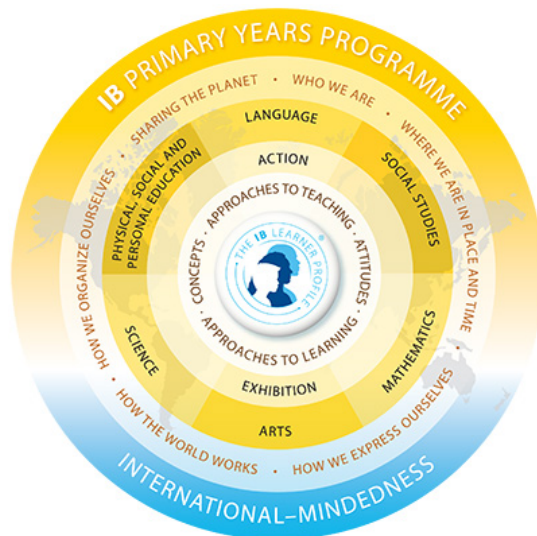 IB PRIMARY YEARS PROGRAMME
SHARING THE PLANET • WHO WE ARE • WHERE WE ARE IN PLACE AND TIME • HOW WE EXPRESS OURSELVES • HOW THE WORLD WORKS • HOW WE ORGANIZE OURSELVES •
LANGUAGE
SOCIAL STUDIES
MATHEMATICS
ARTS
SCIENCE
PHYSICAL, SOCIAL AND
PERSONAL EDUCATION
ACTION
EXHIBITION
APPROACHES TO TEACHING · ATTITUDES · APPROACHES TO LEARNING · CONCEPTS ·
THE IB LEARNER PROFILE
®
INTERNATIONAL–MINDEDNESS